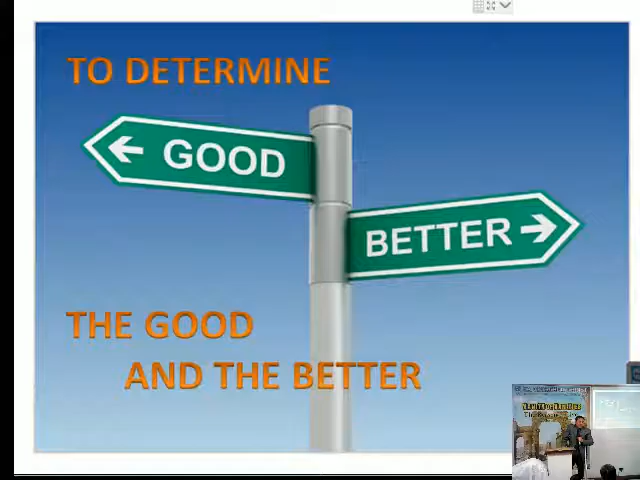 TO DETERMINE
GOOD
BETTER
THE GOOD
AND THE BETTER